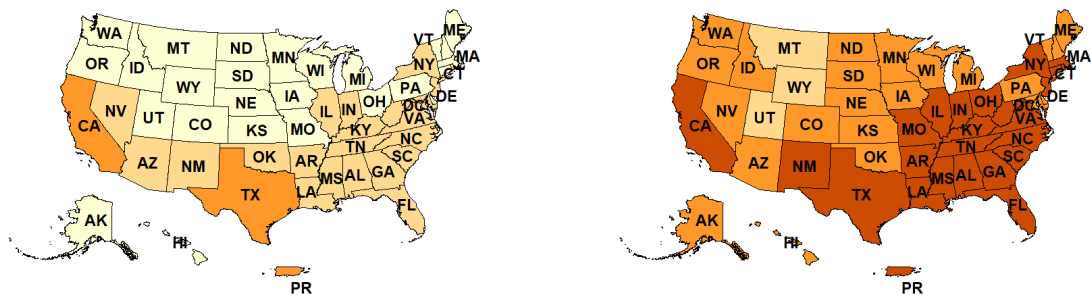 WA
MT
ND
MN
VT
ME
OR
ID
SD
WI
MI
NY
MA
WY
CT
NV
NE
IA
PA
UT
CO
IL
IN
OH
DC
DE
CA
KS
MO
KY
VA
AZ
NM
OK
AR
TN
NC
TX
MS
AL
GA
SC
LA
FL
AK
HI
PR
WA
MT
ND
MN
VT
ME
OR
ID
SD
WI
MI
NY
MA
WY
CT
NV
NE
IA
PA
UT
CO
IL
IN
OH
DC
DE
CA
KS
MO
KY
VA
AZ
NM
OK
AR
TN
NC
TX
MS
AL
GA
SC
LA
FL
AK
HI
PR